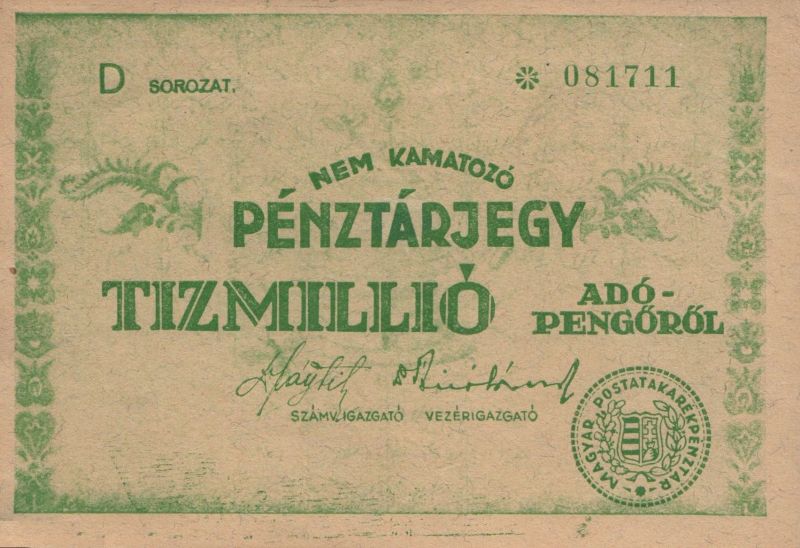 D SOROZAT.
* 081711
NEM KAMATOZÓ
PÉNZTÁRJEGY
TIZMILLIÓ
ADÓ-
PENGŐRŐL
SZÁMV. IGAZGATÓ VEZÉRIGAZGATÓ
MAGYAR POSTATAKARÉKPÉNZTÁR